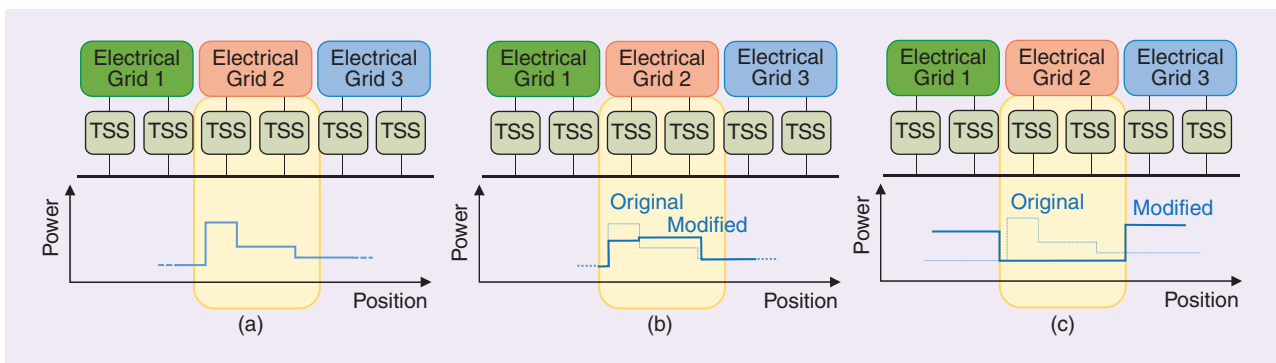 Electrical
Grid 1
Electrical
Grid 2
Electrical
Grid 3
TSS TSS TSS TSS TSS TSS
Power
Position
(a)
Electrical
Grid 1
Electrical
Grid 2
Electrical
Grid 3
TSS TSS TSS TSS TSS TSS
Original
Modified
Power
Position
(b)
Electrical
Grid 1
Electrical
Grid 2
Electrical
Grid 3
TSS TSS TSS TSS TSS TSS
Original
Modified
Power
Position
(c)